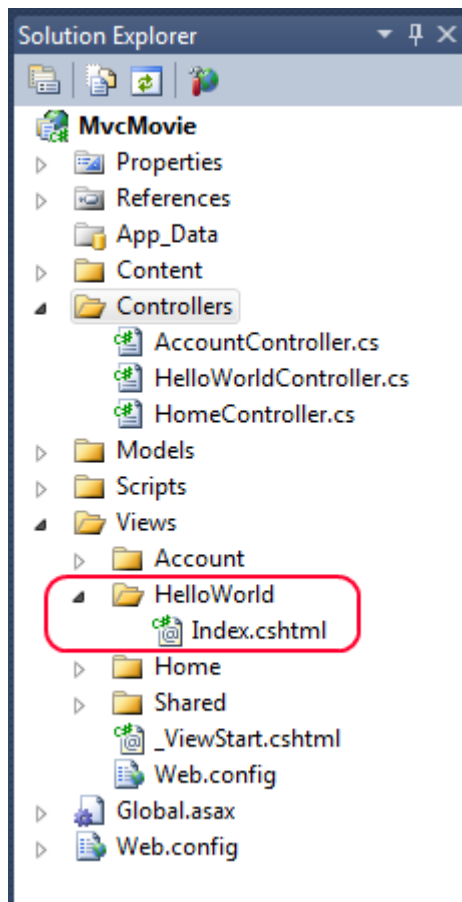 Solution Explorer
MvcMovie
Properties
References
App_Data
Content
Controllers
AccountController.cs
HelloWorldController.cs
HomeController.cs
Models
Scripts
Views
Account
HelloWorld
Index.cshtml
Home
Shared
_ViewStart.cshtml
Web.config
Global.asax
Web.config